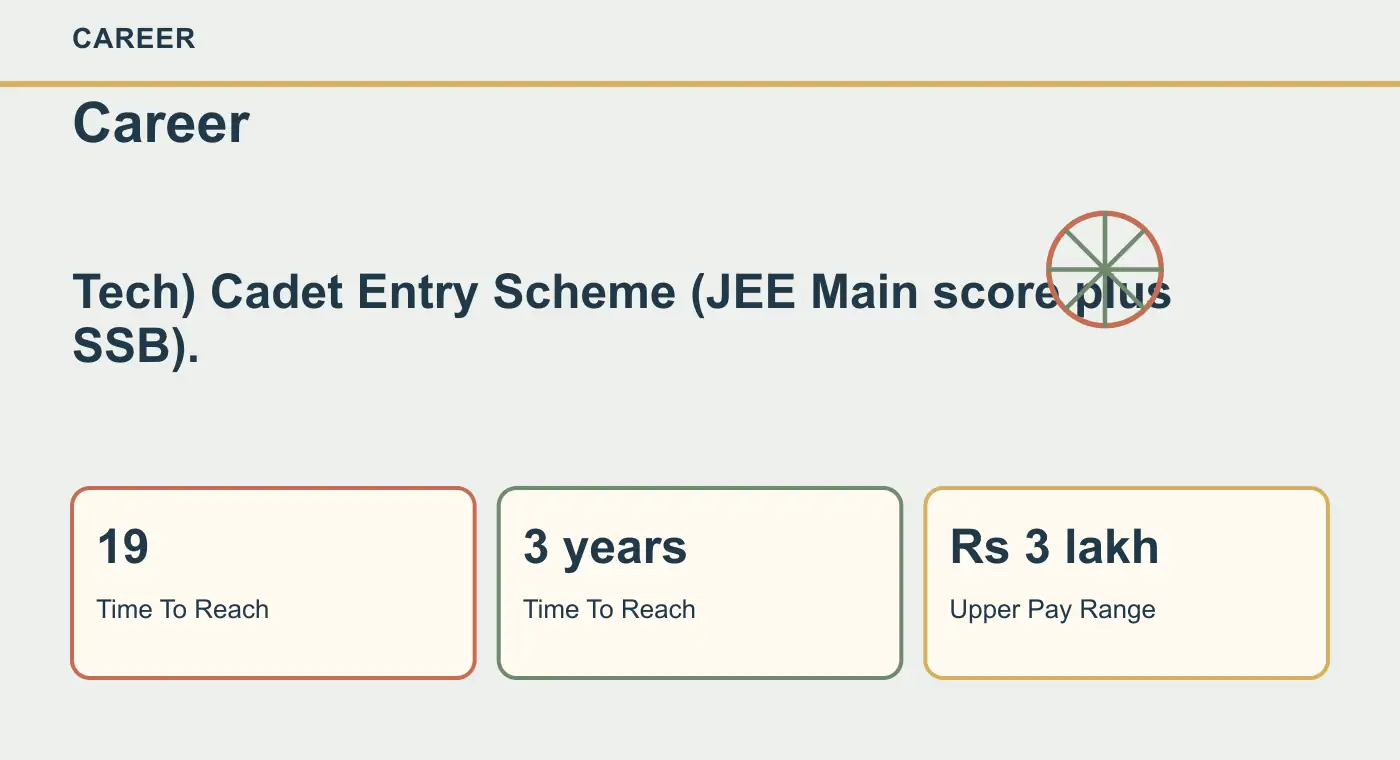 CAREER
Career
Tech) Cadet Entry Scheme (JEE Main score plus
SSB).
19
Time To Reach
3 years
Time To Reach
Rs 3 lakh
Upper Pay Range